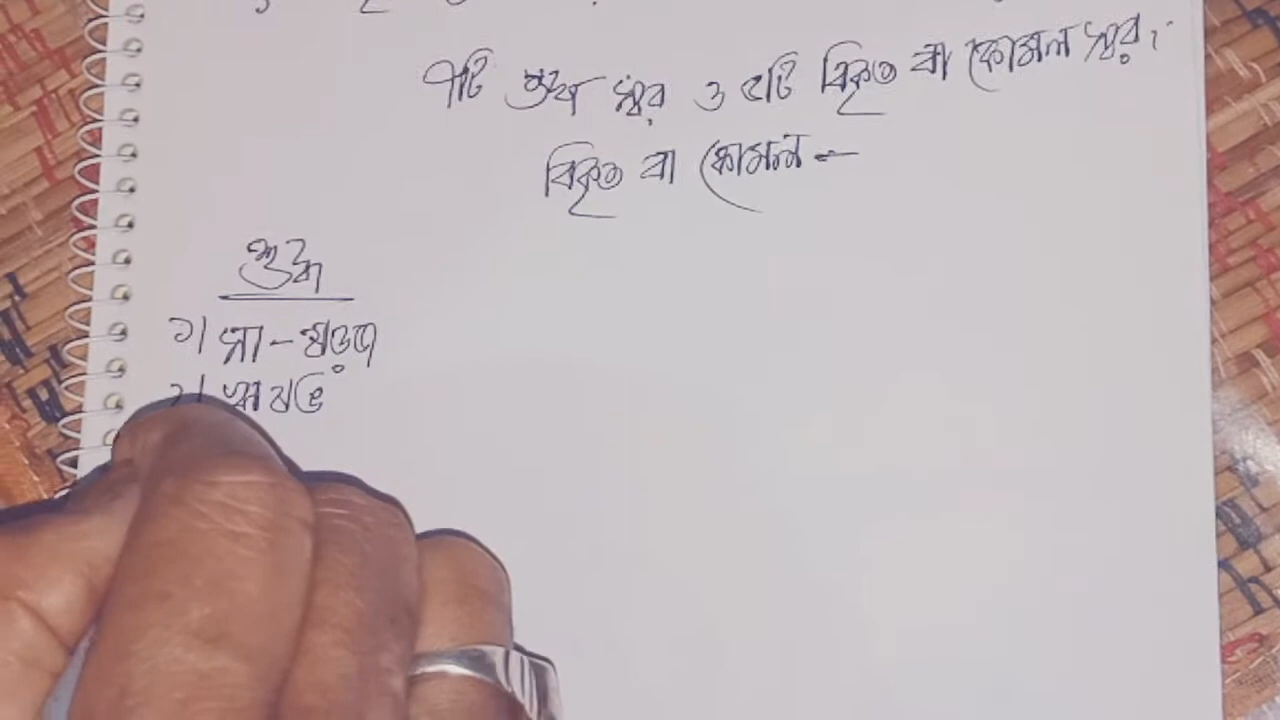 ৭টি শুদ্ধ স্বর ও ৫টি বিকৃত বা কোমল স্বর।
বিকৃত বা কোমল -
শুদ্ধ
১। সা - ষড়জ
২। ঋষভ